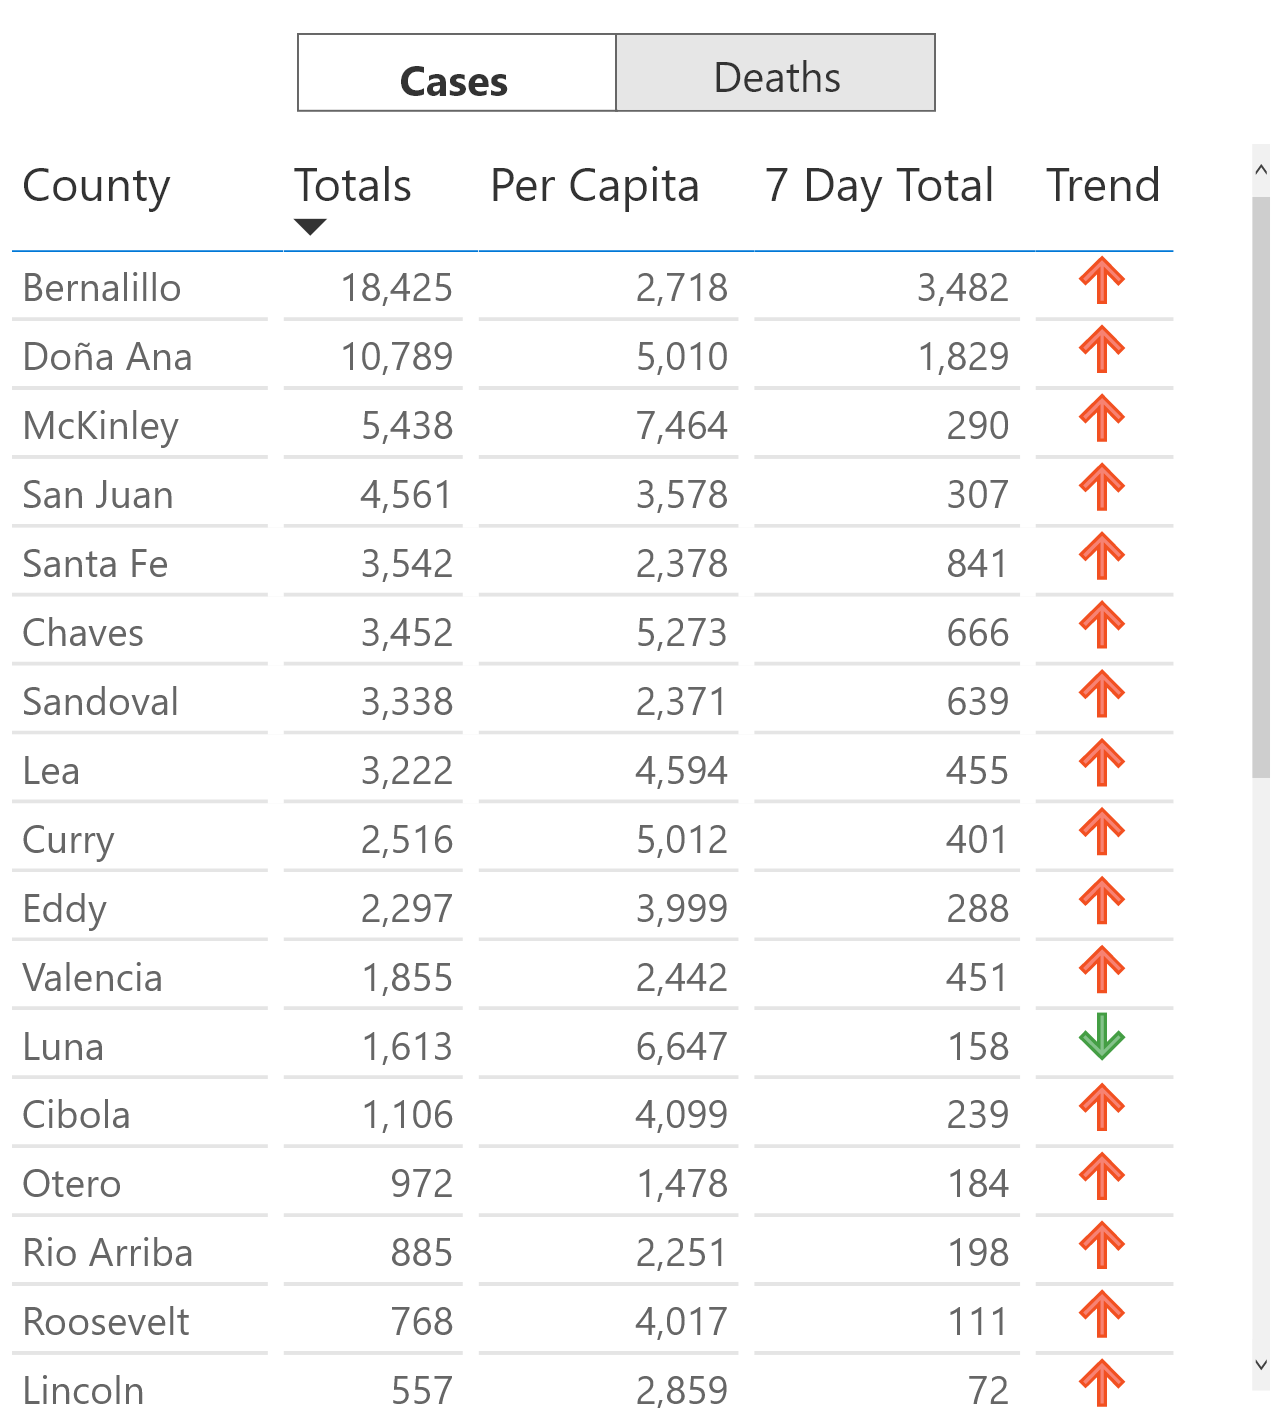 Cases Deaths
County Totals Per Capita 7 Day Total Trend
Bernalillo 18,425 2,718 3,482
Doña Ana 10,789 5,010 1,829
McKinley 5,438 7,464 290
San Juan 4,561 3,578 307
Santa Fe 3,542 2,378 841
Chaves 3,452 5,273 666
Sandoval 3,338 2,371 639
Lea 3,222 4,594 455
Curry 2,516 5,012 401
Eddy 2,297 3,999 288
Valencia 1,855 2,442 451
Luna 1,613 6,647 158
Cibola 1,106 4,099 239
Otero 972 1,478 184
Rio Arriba 885 2,251 198
Roosevelt 768 4,017 111
Lincoln 557 2,859 72